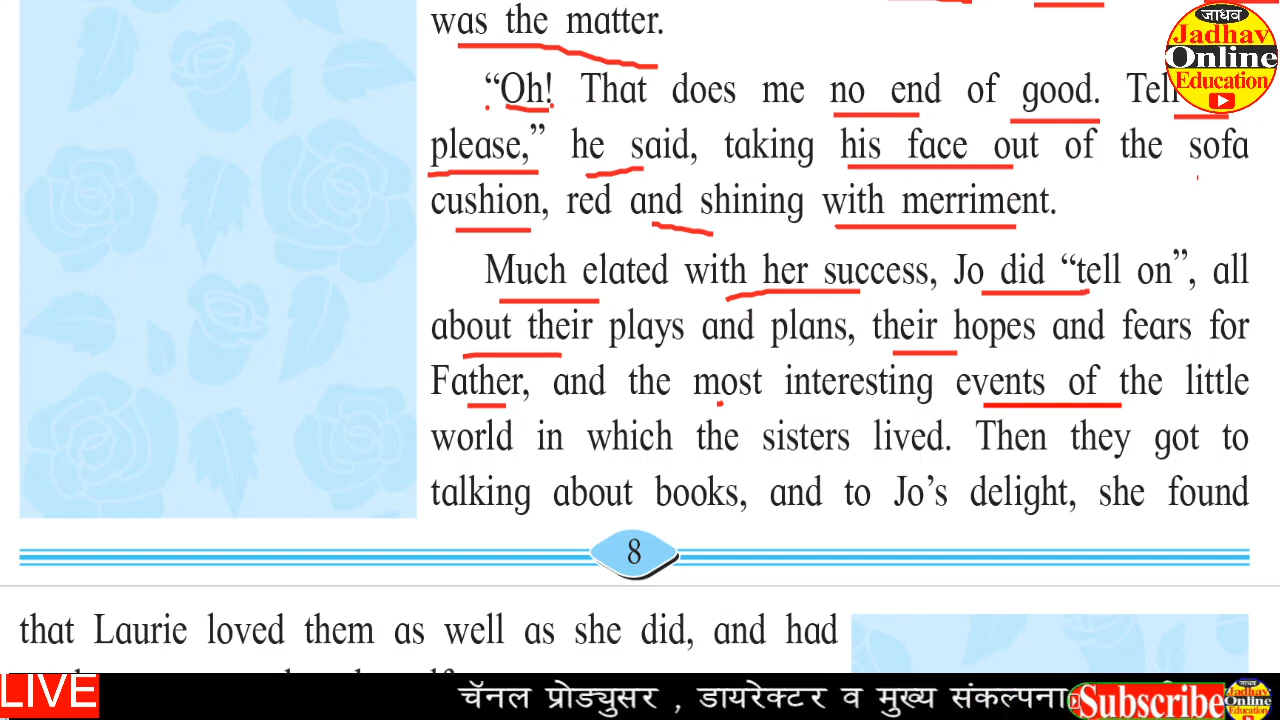 was the matter.
जाधव
Jadhav
Online
Education
“Oh! That does me no end of good. Tell
please,” he said, taking his face out of the sofa
cushion, red and shining with merriment.
Much elated with her success, Jo did “tell on”, all
about their plays and plans, their hopes and fears for
Father, and the most interesting events of the little
world in which the sisters lived. Then they got to
talking about books, and to Jo’s delight, she found
8
that Laurie loved them as well as she did, and had
LIVE
चॅनल प्रोड्युसर , डायरेक्टर व मुख्य संकल्पना
Subscribe
जाधव
Jadhav
Online
Education